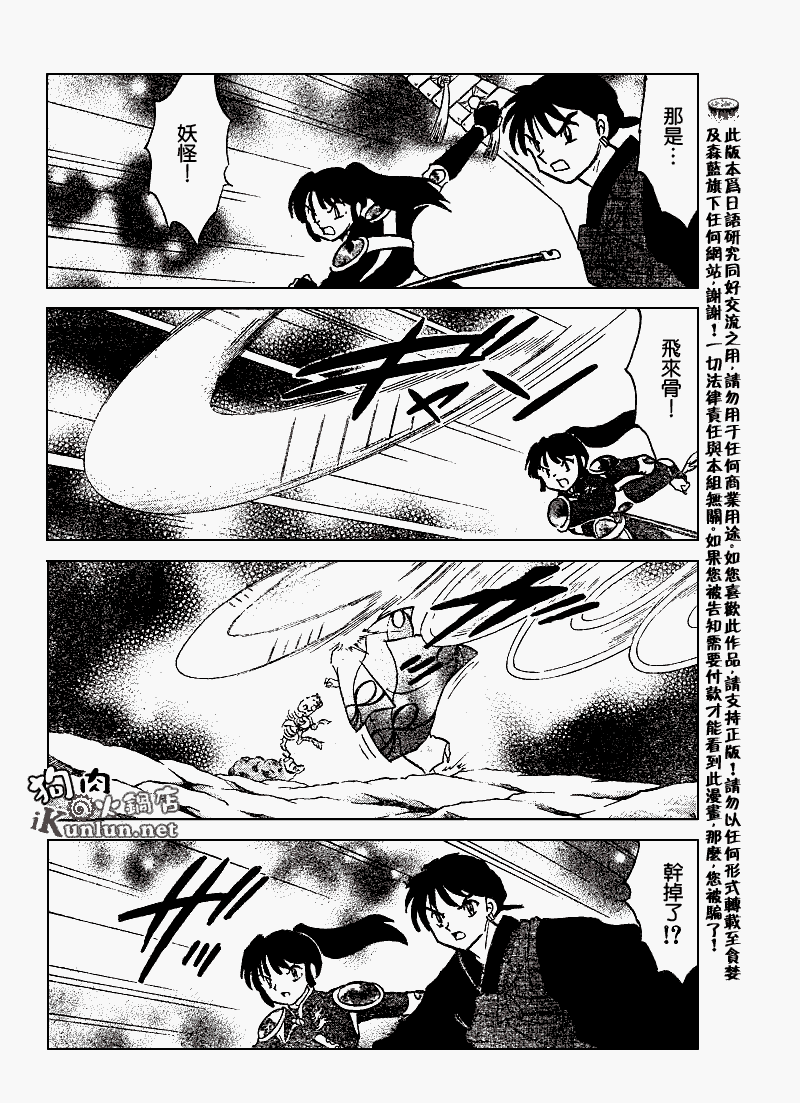 此版本爲日語研究同好交流之用，請勿用于任何商業用途。如您喜歡此作品，請支持正版！請勿以任何形式轉載至貪婪
及森藍旗下任何網站，謝謝！一切法律責任與本組無關。如果您被告知需要付款才能看到此漫畫，那麼，您被騙了！
那是…
妖怪！
飛來骨！
狗肉火鍋店
iKunlun.net
幹掉了!?